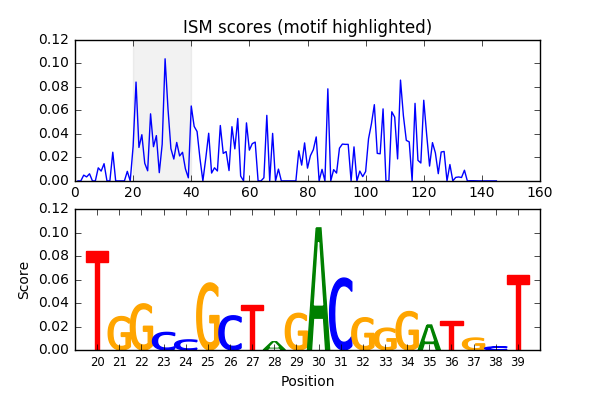 ISM scores (motif highlighted)
0.12
0.10
0.08
0.06
0.04
0.02
0.00
0 20 40 60 80 100 120 140 160
0.12
0.10
0.08
0.06
0.04
0.02
0.00
Score
TGGCCGCTAGACGGGATGCT
20 21 22 23 24 25 26 27 28 29 30 31 32 33 34 35 36 37 38 39
Position